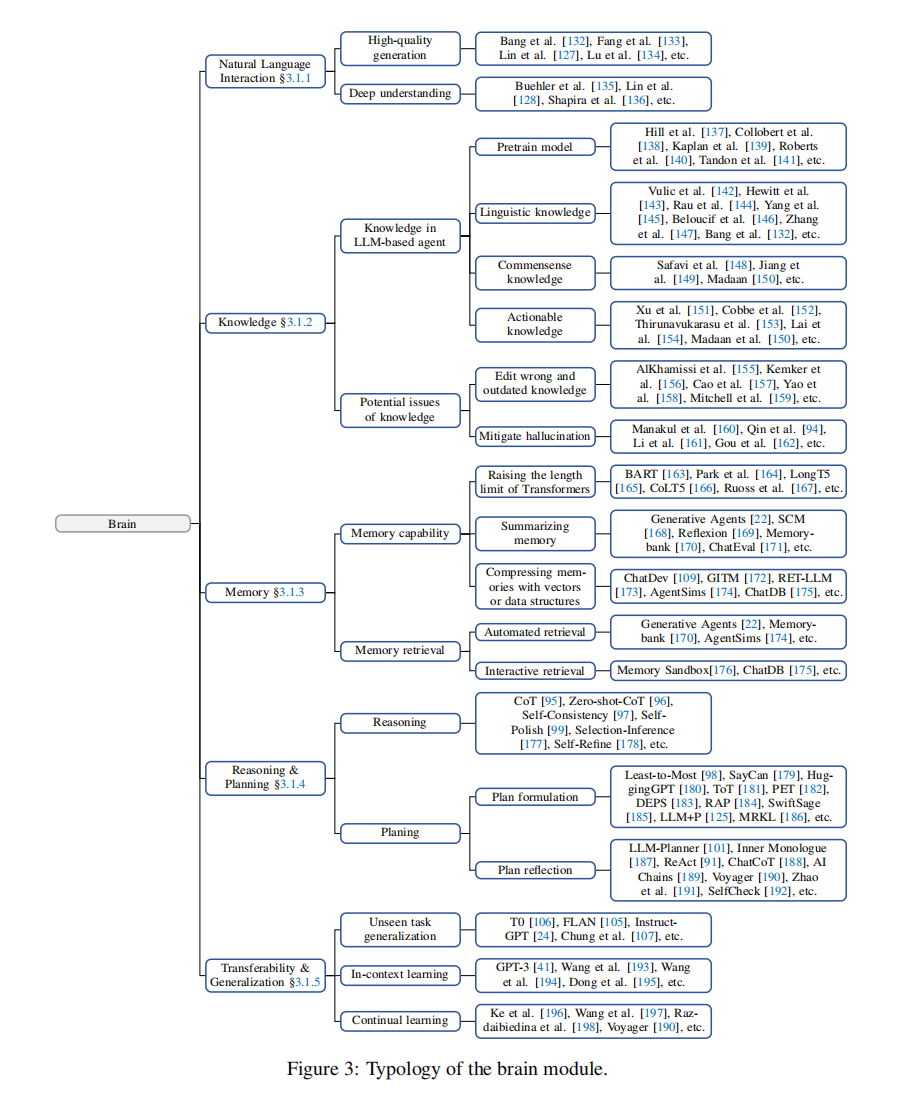 High-quality
generation
Bang et al. [132], Fang et al. [133],
Lin et al. [127], Lu et al. [134], etc.
Natural Language
Interaction §3.1.1
Deep understanding
Buehler et al. [135], Lin et al.
[128], Shapira et al. [136], etc.
Pretrain model
Hill et al. [137], Collobert et al.
[138], Kaplan et al. [139], Roberts
et al. [140], Tandon et al. [141], etc.
Linguistic knowledge
Vulic et al. [142], Hewitt et al.
[143], Rau et al. [144], Yang et al.
[145], Beloucif et al. [146], Zhang
et al. [147], Bang et al. [132], etc.
Knowledge in
LLM-based agent
Commensense
knowledge
Safavi et al. [148], Jiang et
al. [149], Madaan [150], etc.
Actionable
knowledge
Xu et al. [151], Cobbe et al. [152],
Thirunavukarasu et al. [153], Lai et
al. [154], Madaan et al. [150], etc.
Knowledge §3.1.2
Edit wrong and
outdated knowledge
AlKhamissi et al. [155], Kemker et
al. [156], Cao et al. [157], Yao et
al. [158], Mitchell et al. [159], etc.
Potential issues
of knowledge
Mitigate hallucination
Manakul et al. [160], Qin et al. [94],
Li et al. [161], Gou et al. [162], etc.
Raising the length
limit of Transformers
BART [163], Park et al. [164], LongT5
[165], CoLT5 [166], Ruoss et al. [167], etc.
Brain
Memory capability
Summarizing
memory
Generative Agents [22], SCM
[168], Reflexion [169], Memory-
bank [170], ChatEval [171], etc.
Compressing mem-
ories with vectors
or data structures
ChatDev [109], GITM [172], RET-LLM
[173], AgentSims [174], ChatDB [175], etc.
Memory §3.1.3
Automated retrieval
Generative Agents [22], Memory-
bank [170], AgentSims [174], etc.
Memory retrieval
Interactive retrieval
Memory Sandbox[176], ChatDB [175], etc.
Reasoning
CoT [95], Zero-shot-CoT [96],
Self-Consistency [97], Self-
Polish [99], Selection-Inference
[177], Self-Refine [178], etc.
Reasoning &
Planning §3.1.4
Plan formulation
Least-to-Most [98], SayCan [179], Hug-
gingGPT [180], ToT [181], PET [182],
DEPS [183], RAP [184], SwiftSage
[185], LLM+P [125], MRKL [186], etc.
Planing
Plan reflection
LLM-Planner [101], Inner Monologue
[187], ReAct [91], ChatCoT [188], AI
Chains [189], Voyager [190], Zhao
et al. [191], SelfCheck [192], etc.
Unseen task
generalization
T0 [106], FLAN [105], Instruct-
GPT [24], Chung et al. [107], etc.
Transferability &
Generalization §3.1.5
In-context learning
GPT-3 [41], Wang et al. [193], Wang
et al. [194], Dong et al. [195], etc.
Continual learning
Ke et al. [196], Wang et al. [197], Raz-
daibiedina et al. [198], Voyager [190], etc.
Figure 3: Typology of the brain module.